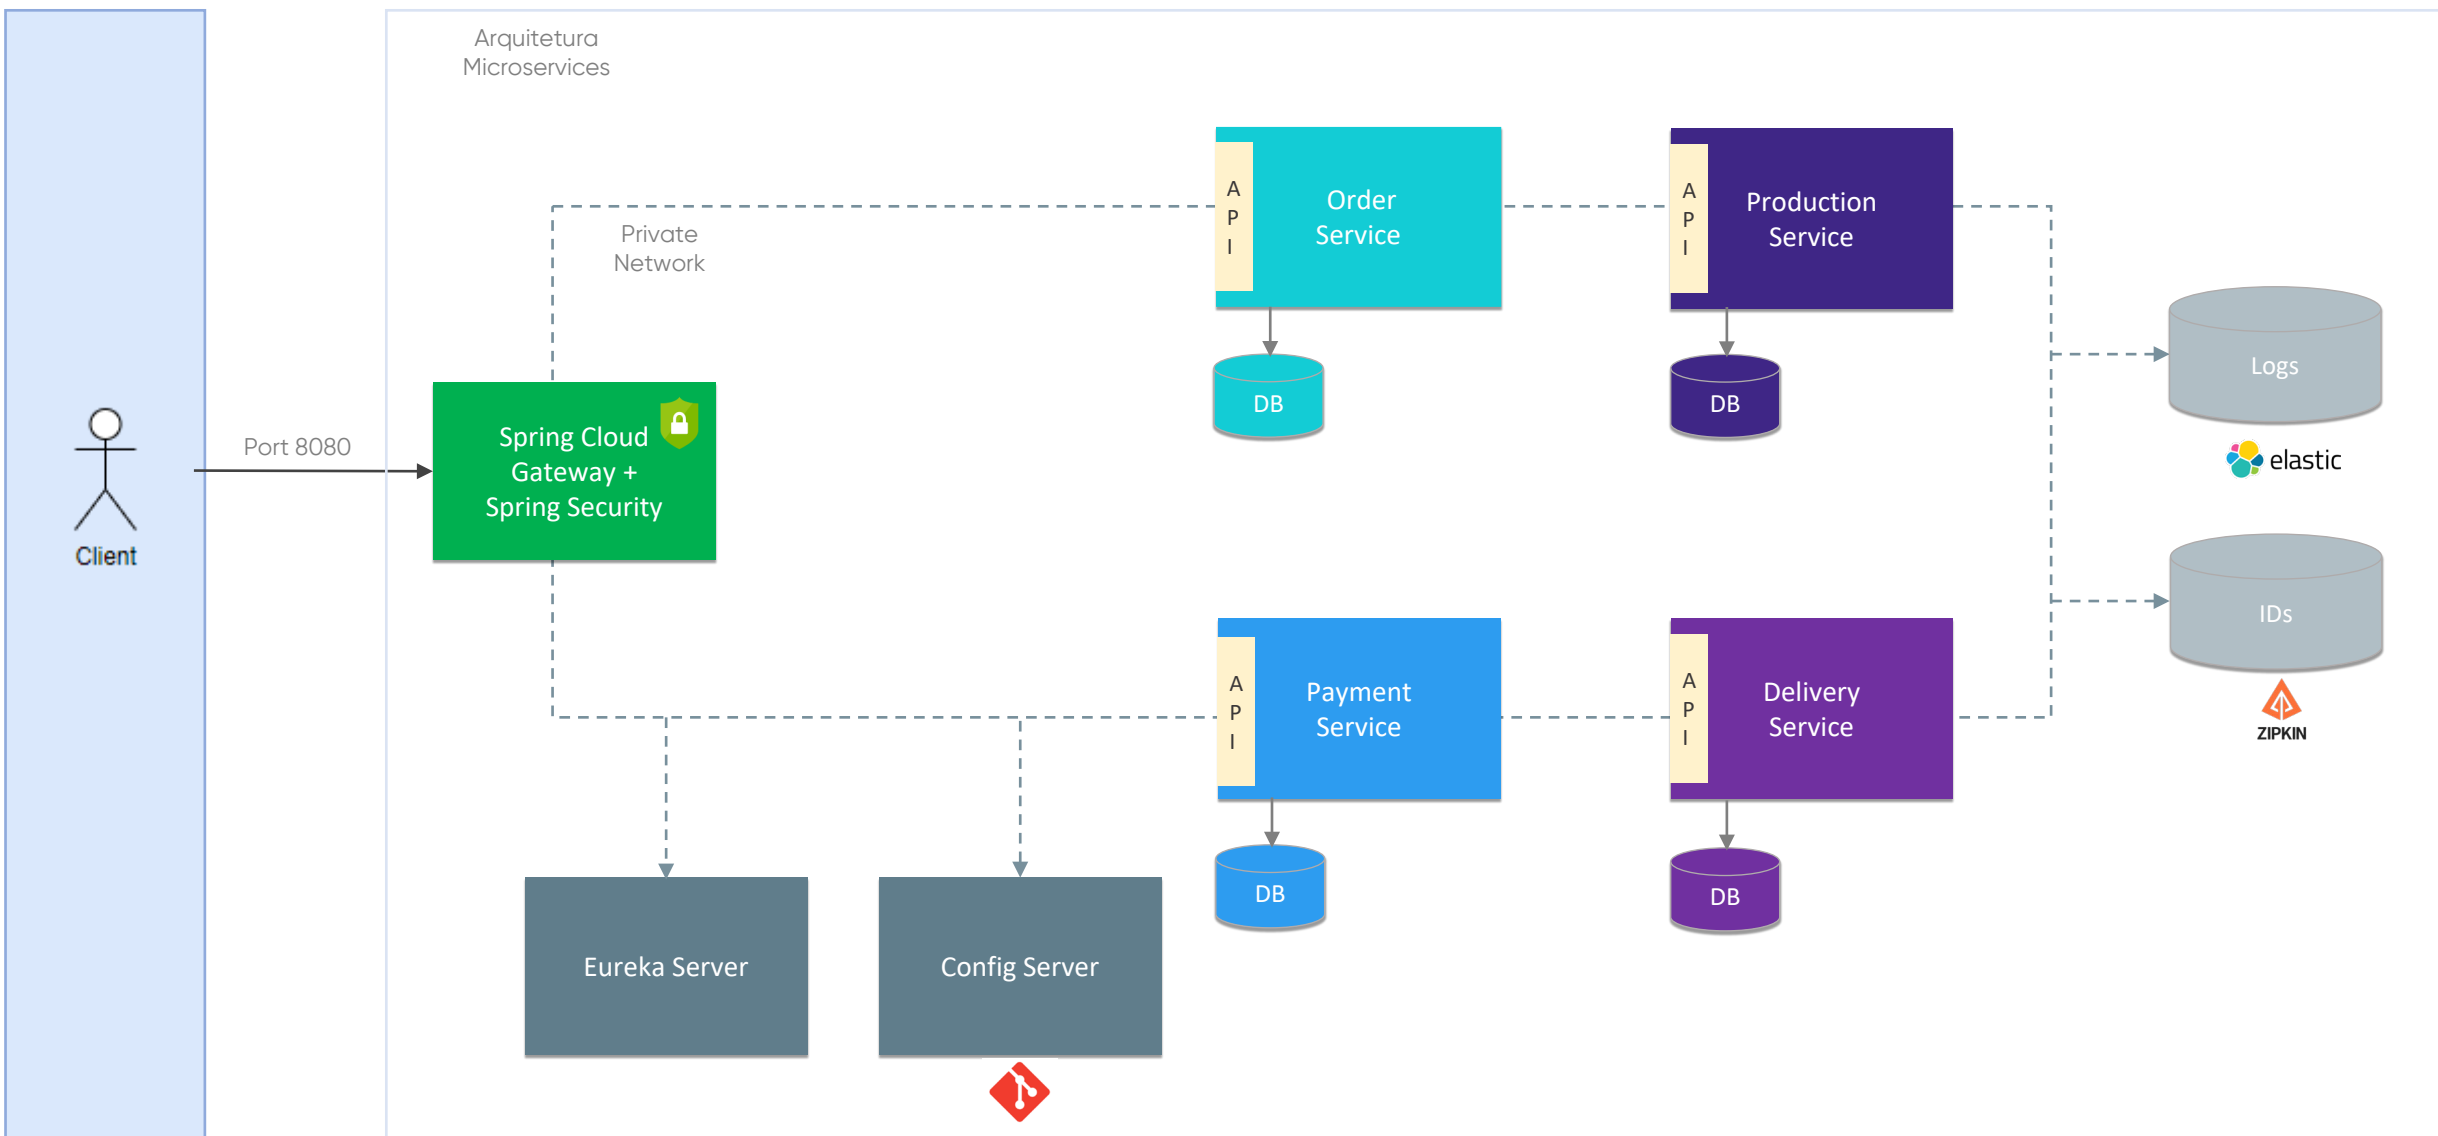 Arquitetura
Microservices
Private
Network
Port 8080
Client
Spring Cloud
Gateway +
Spring Security
A
P
I
Order
Service
DB
A
P
I
Production
Service
DB
Logs
elastic
IDs
ZIPKIN
A
P
I
Payment
Service
DB
A
P
I
Delivery
Service
DB
Eureka Server
Config Server